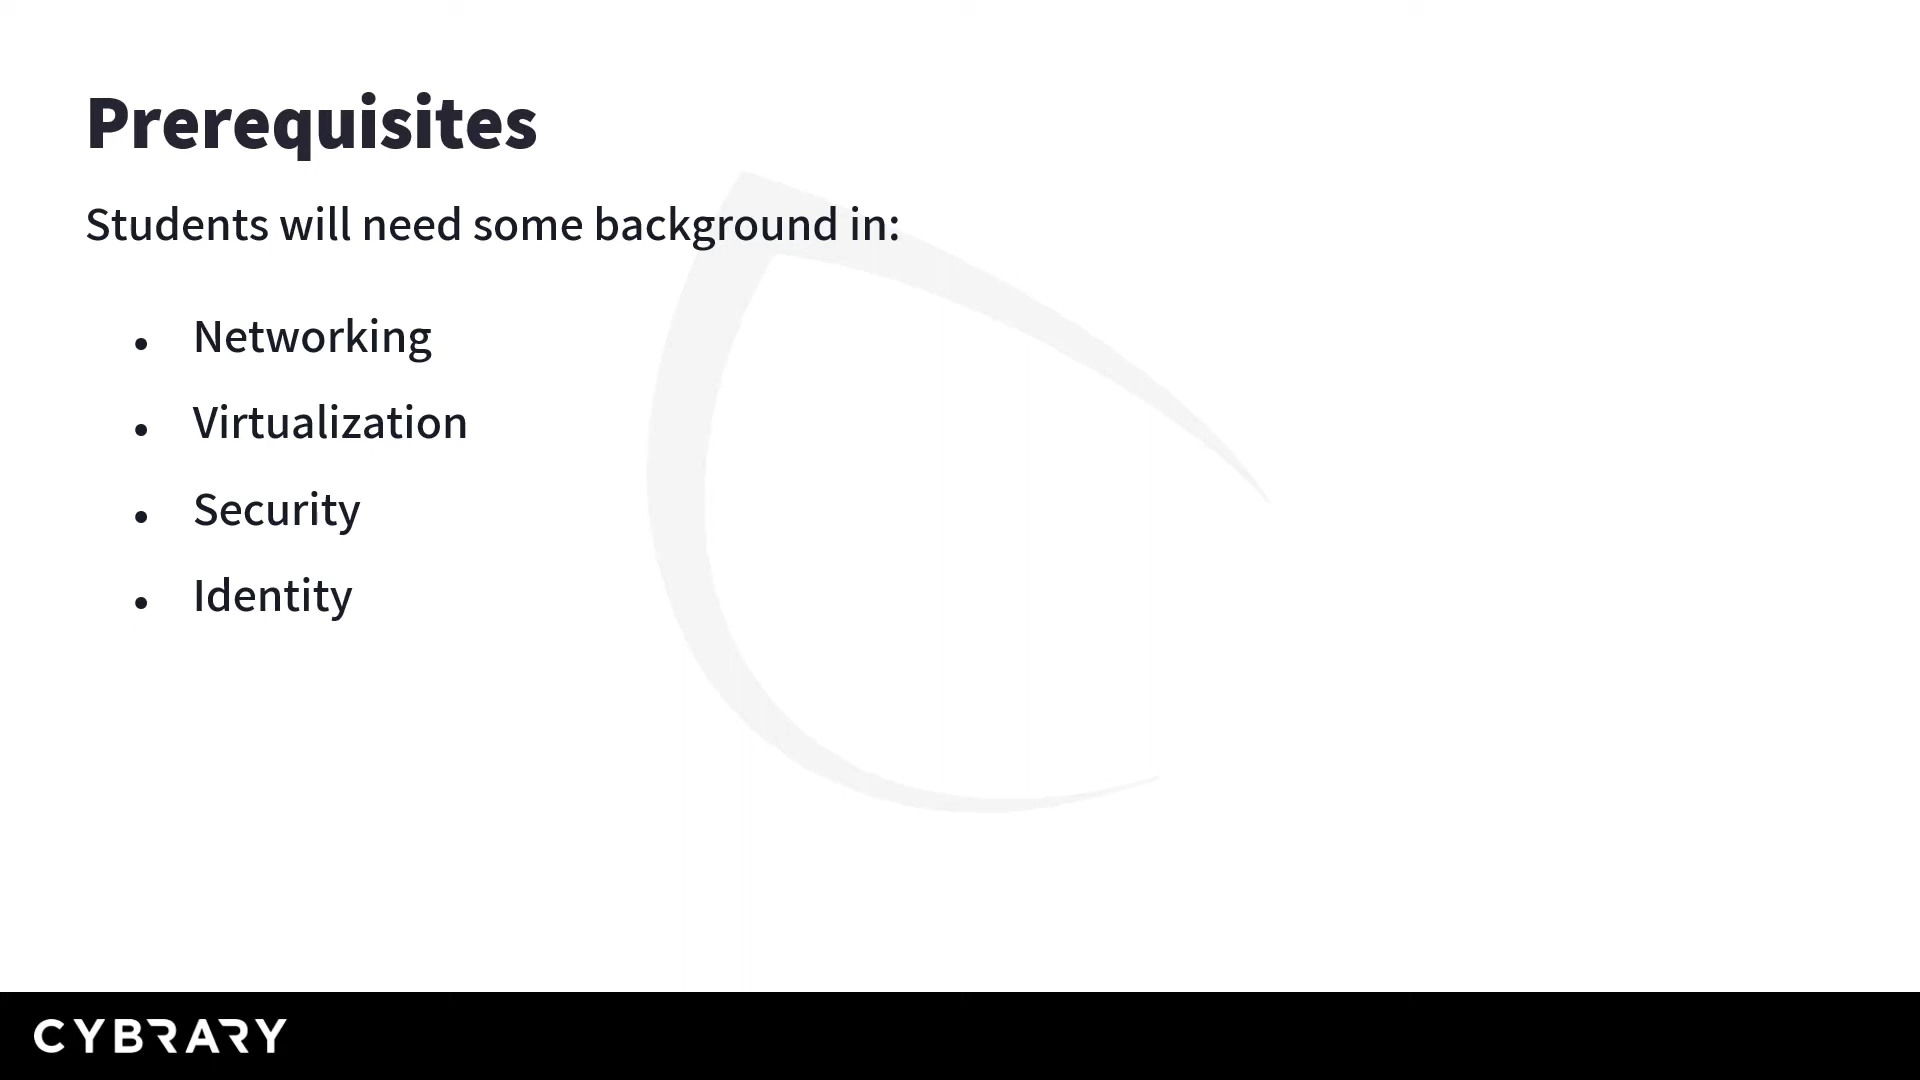 Prerequisites
Students will need some background in:
• Networking
• Virtualization
• Security
• Identity
CYBRARY